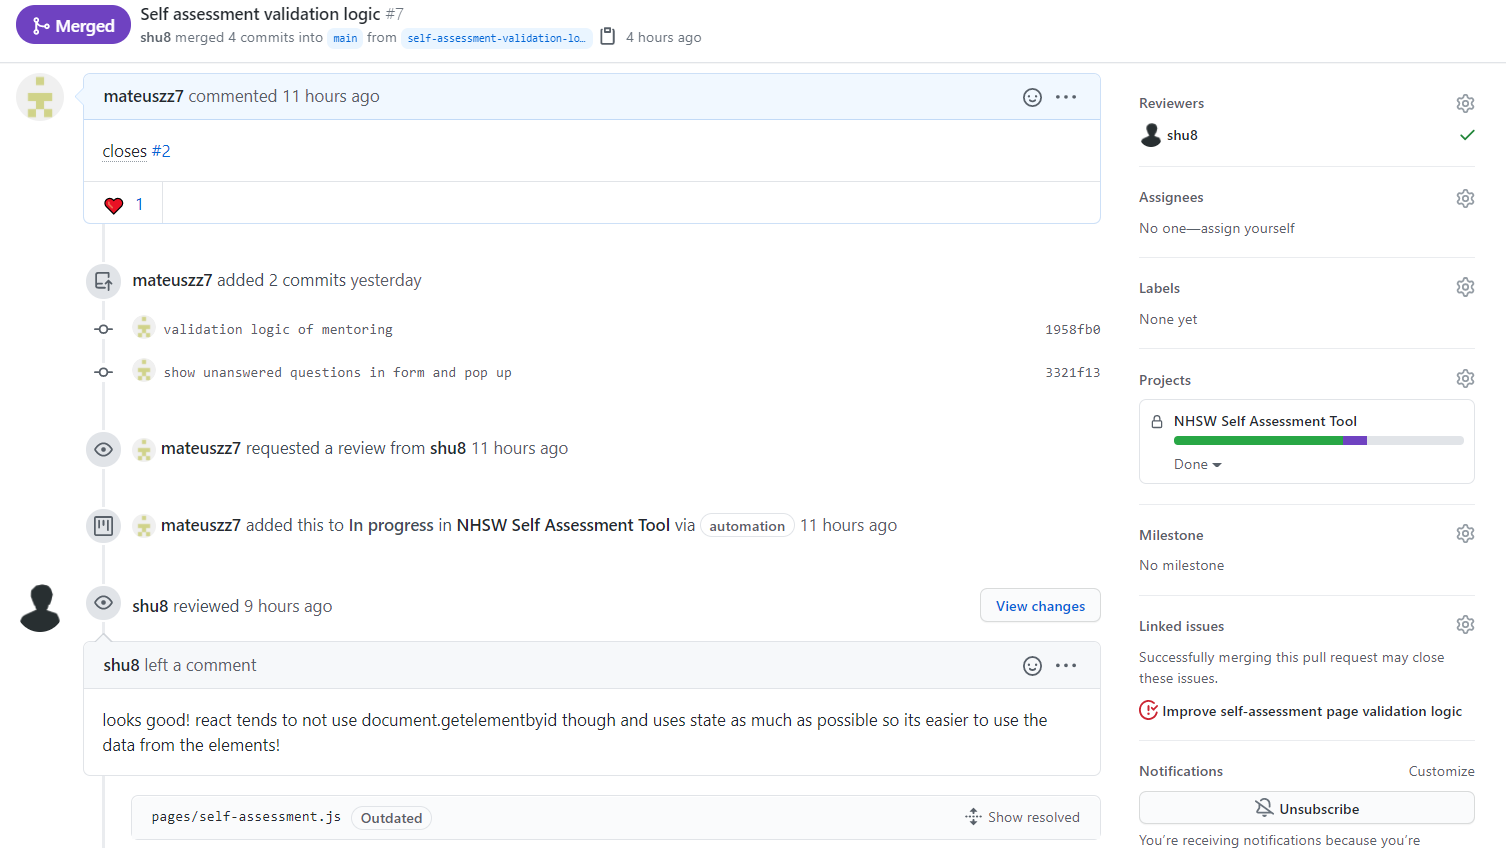 Merged
Self assessment validation logic #7
shu8 merged 4 commits into main from self-assessment-validation-lo… 4 hours ago
mateuszz7 commented 11 hours ago
closes #2
1
mateuszz7 added 2 commits yesterday
validation logic of mentoring 1958fb0
show unanswered questions in form and pop up 3321f13
mateuszz7 requested a review from shu8 11 hours ago
mateuszz7 added this to In progress in NHSW Self Assessment Tool via automation 11 hours ago
shu8 reviewed 9 hours ago
View changes
shu8 left a comment
looks good! react tends to not use document.getelementbyid though and uses state as much as possible so its easier to use the
data from the elements!
pages/self-assessment.js Outdated Show resolved
Reviewers
shu8
Assignees
No one—assign yourself
Labels
None yet
Projects
NHSW Self Assessment Tool
Done
Milestone
No milestone
Linked issues
Successfully merging this pull request may close
these issues.
Improve self-assessment page validation logic
Notifications Customize
Unsubscribe
You're receiving notifications because you're